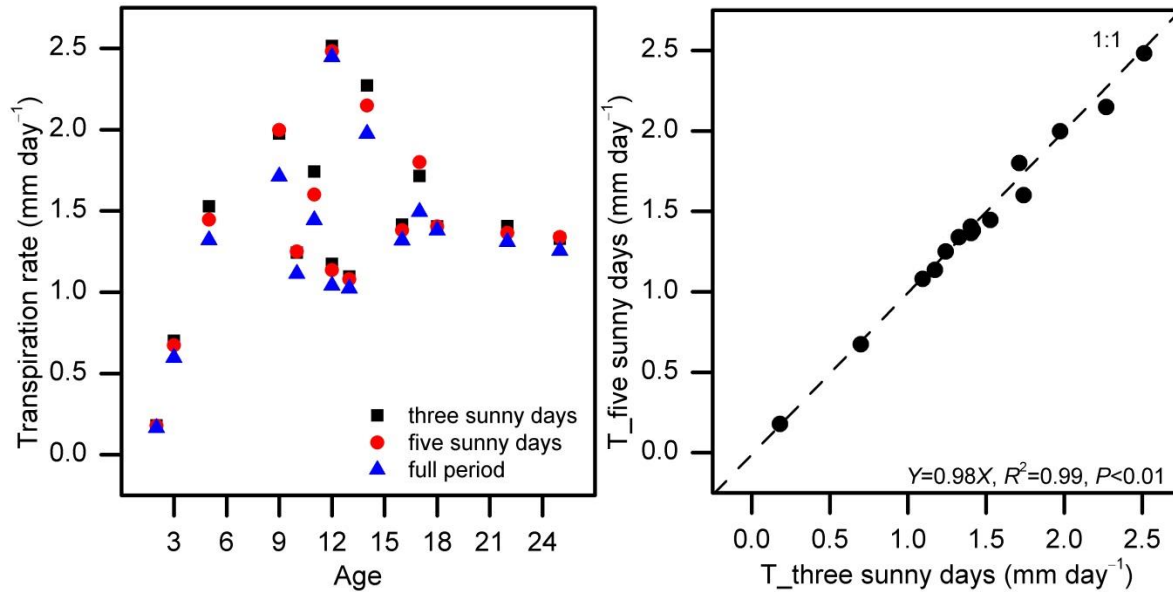 Transpiration rate (mm day⁻¹)
2.5
2.0
1.5
1.0
0.5
0.0
three sunny days
five sunny days
full period
3 6 9 12 15 18 21 24
Age
T_five sunny days (mm day⁻¹)
2.5
2.0
1.5
1.0
0.5
0.0
1:1
Y=0.98X, R²=0.99, P<0.01
0.0 0.5 1.0 1.5 2.0 2.5
T_three sunny days (mm day⁻¹)